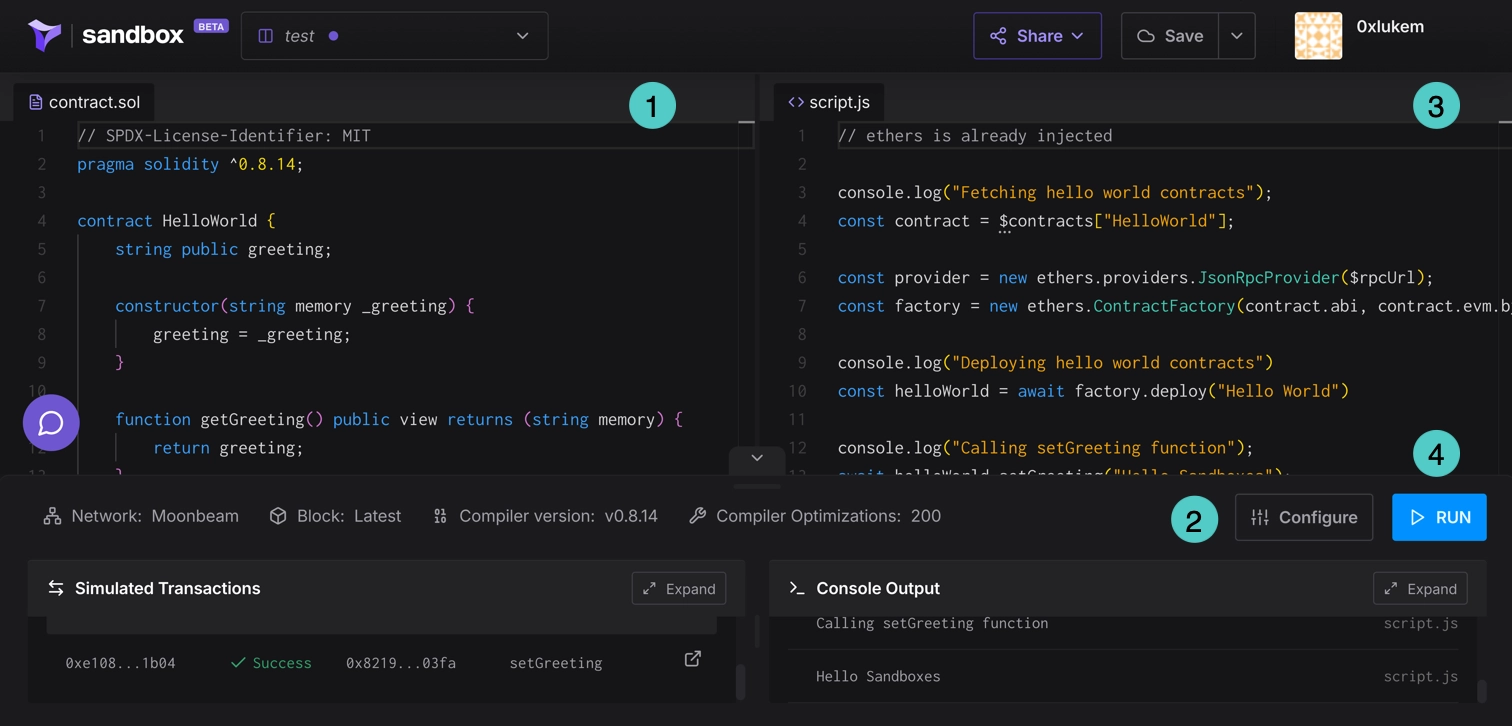 sandbox BETA
test
Share
Save
0xlukem
contract.sol
1
1 // SPDX-License-Identifier: MIT
2 pragma solidity ^0.8.14;
3
4 contract HelloWorld {
5 string public greeting;
6
7 constructor(string memory _greeting) {
8 greeting = _greeting;
9 }
10
function getGreeting() public view returns (string memory) {
12 return greeting;
13 }
script.js
3
1 // ethers is already injected
2
3 console.log("Fetching hello world contracts");
4 const contract = $contracts["HelloWorld"];
5
6 const provider = new ethers.providers.JsonRpcProvider($rpcUrl);
7 const factory = new ethers.ContractFactory(contract.abi, contract.evm.b
8
9 console.log("Deploying hello world contracts")
10 const helloWorld = await factory.deploy("Hello World")
11
12 console.log("Calling setGreeting function");
13 await helloWorld.setGreeting("Hello Sandboxes");
4
Network: Moonbeam
Block: Latest
Compiler version: v0.8.14
Compiler Optimizations: 200
2
Configure
RUN
Simulated Transactions
Expand
0xe108...1b04 Success 0x8219...03fa setGreeting
Console Output
Expand
Calling setGreeting function script.js
Hello Sandboxes script.js